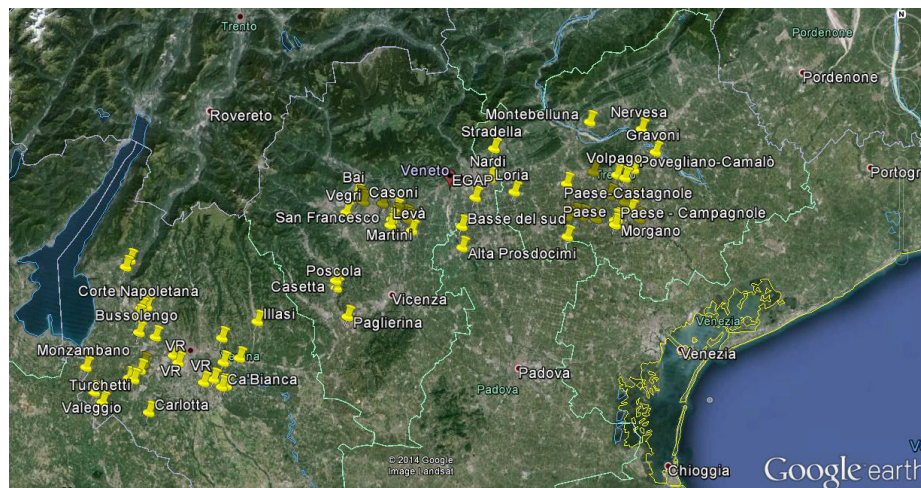 N
Trento
Pordenone
Pordenone
Rovereto
Montebelluna
Nervesa
Stradella
Gravoni
Nardi
Volpago
Povegliano-Camalò
Veneto
Bai
EGAP
Loria
Treviso
Portogr
Vegri
Casoni
Paese-Castagnole
San Francesco
Levà
Basse del sud
Paese
Paese - Campagnole
Martini
Morgano
Alta Prosdocimi
Poscola
Casetta
Corte Napoletana
Vicenza
Bussolengo
Illasi
Paglierina
Venezia
Monzambano
VR
Venezia
VR
VR
Turchetti
Ca'Bianca
Padova
Padova
Valeggio
Carlotta
© 2014 Google
Image Landsat
Chioggia
Google earth